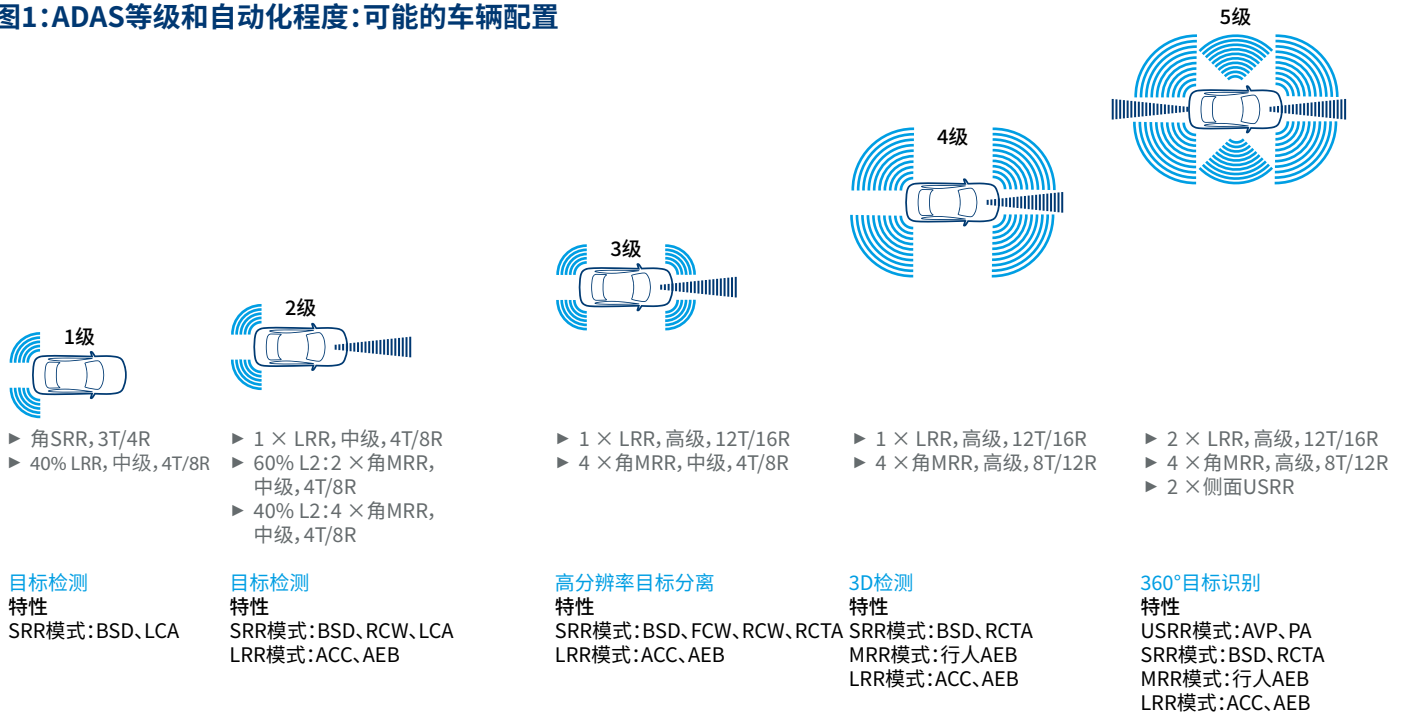 图1:ADAS等级和自动化程度:可能的车辆配置
1级
► 角SRR,3T/4R
► 40% LRR,中级,4T/8R
目标检测
特性
SRR模式:BSD、LCA
2级
► 1 × LRR,中级,4T/8R
► 60% L2:2 ×角MRR,
中级,4T/8R
► 40% L2:4 ×角MRR,
中级,4T/8R
目标检测
特性
SRR模式:BSD、RCW、LCA
LRR模式:ACC、AEB
3级
► 1 × LRR,高级,12T/16R
► 4 ×角MRR,中级,4T/8R
高分辨率目标分离
特性
SRR模式:BSD、FCW、RCW、RCTA
LRR模式:ACC、AEB
4级
► 1 × LRR,高级,12T/16R
► 4 ×角MRR,高级,8T/12R
3D检测
特性
SRR模式:BSD、RCTA
MRR模式:行人AEB
LRR模式:ACC、AEB
5级
► 2 × LRR,高级,12T/16R
► 4 ×角MRR,高级,8T/12R
► 2 ×侧面USRR
360°目标识别
特性
USRR模式:AVP、PA
SRR模式:BSD、RCTA
MRR模式:行人AEB
LRR模式:ACC、AEB